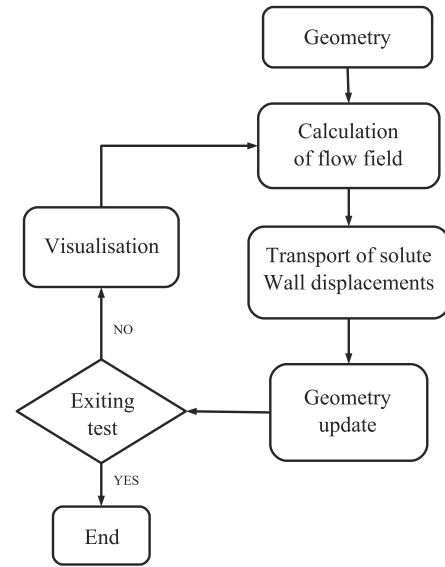 Geometry
Calculation
of flow field
Transport of solute
Wall displacements
Geometry
update
Exiting
test
NO
Visualisation
YES
End